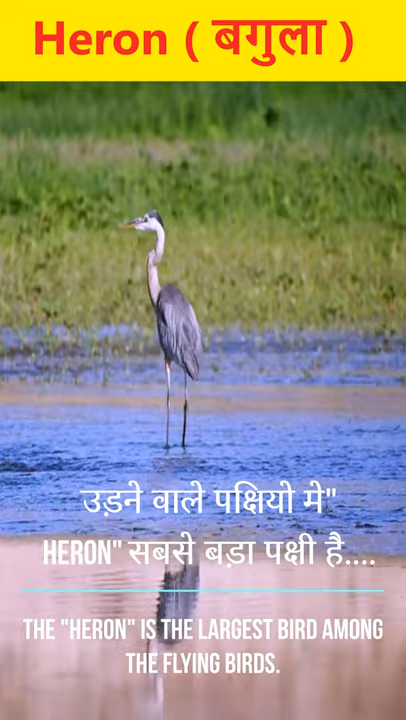 Heron ( बगुला )
उड़ने वाले पक्षियो मे"
HERON" सबसे बड़ा पक्षी है....
THE "HERON" IS THE LARGEST BIRD AMONG
THE FLYING BIRDS.